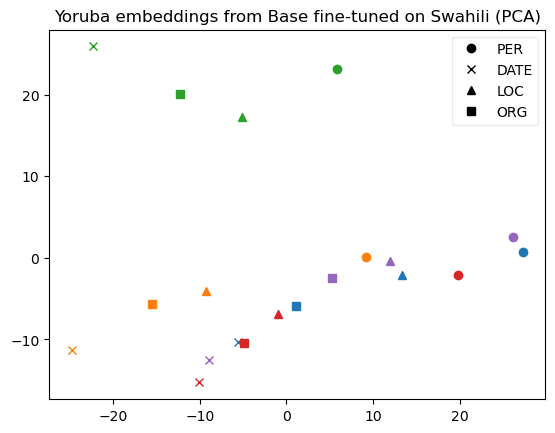 Yoruba embeddings from Base fine-tuned on Swahili (PCA)
PER
DATE
LOC
ORG
20
10
0
−10
−20
−10
0
10
20